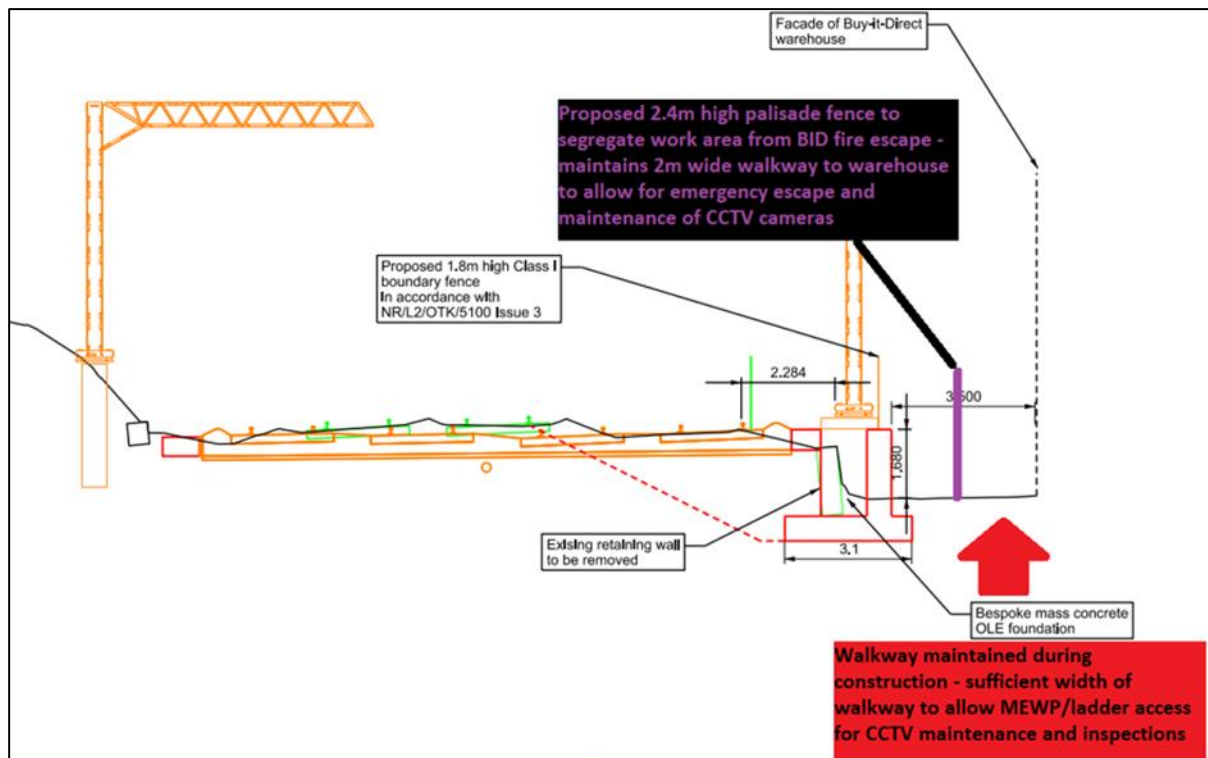 Facade of Buy-it-Direct
warehouse
Proposed 2.4m high palisade fence to
segregate work area from BID fire escape -
maintains 2m wide walkway to warehouse
to allow for emergency escape and
maintenance of CCTV cameras
Proposed 1.8m high Class I
boundary fence
In accordance with
NR/L2/OTK/5100 Issue 3
2.284
3.500
1.680
Exising retaining wall
to be removed
3.1
Bespoke mass concrete
OLE foundation
Walkway maintained during
construction - sufficient width of
walkway to allow MEWP/ladder access
for CCTV maintenance and inspections